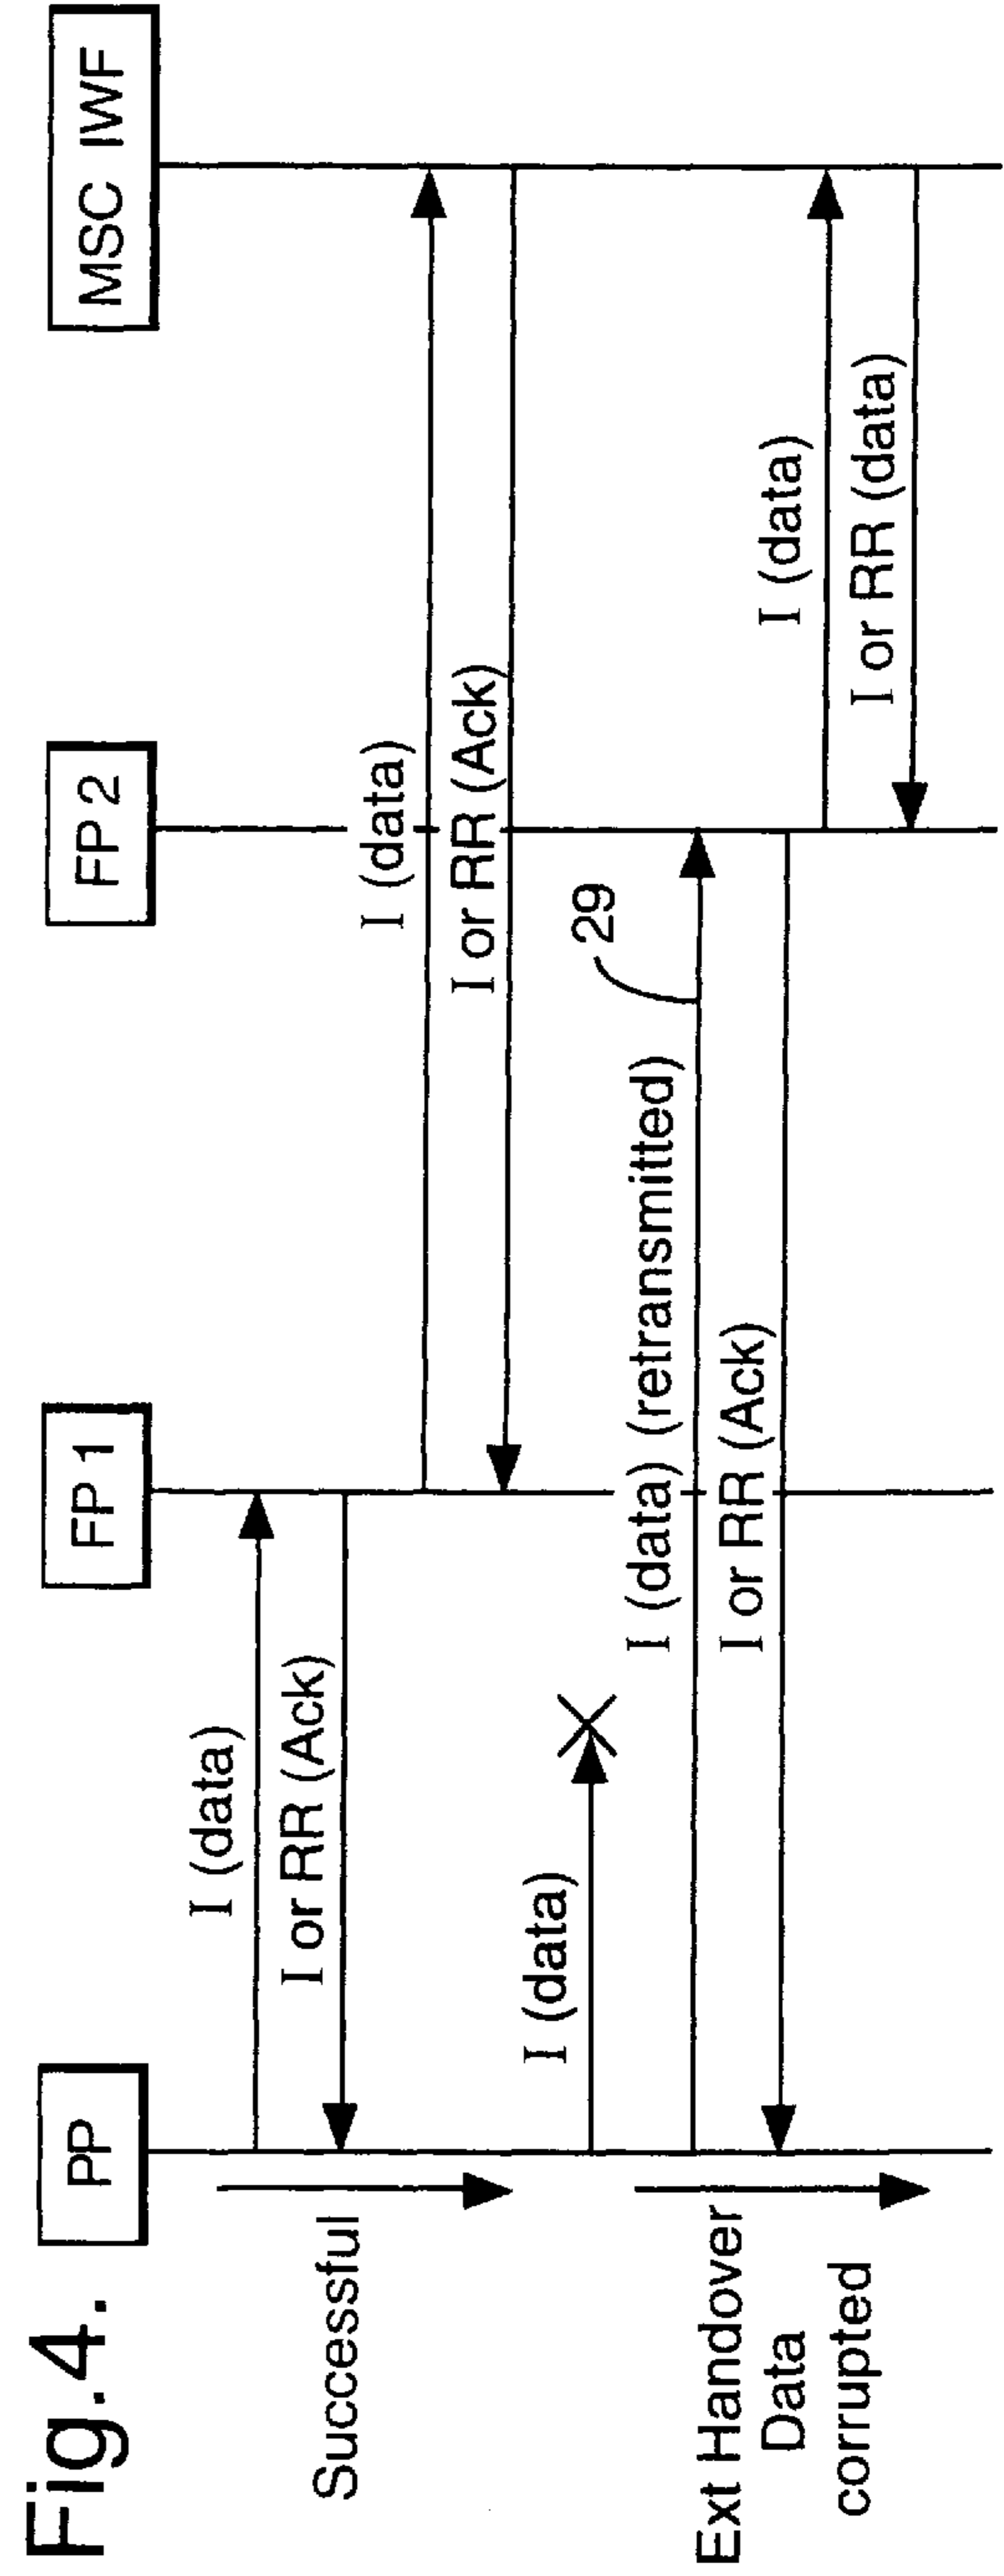 Fig.4.
PP
FP 1
FP 2
MSC IWF
Successful
I (data)
I or RR (Ack)
I (data)
I or RR (Ack)
Ext Handover
Data
corrupted
I (data)
I (data) (retransmitted)
29
I or RR (Ack)
I (data)
I or RR (data)